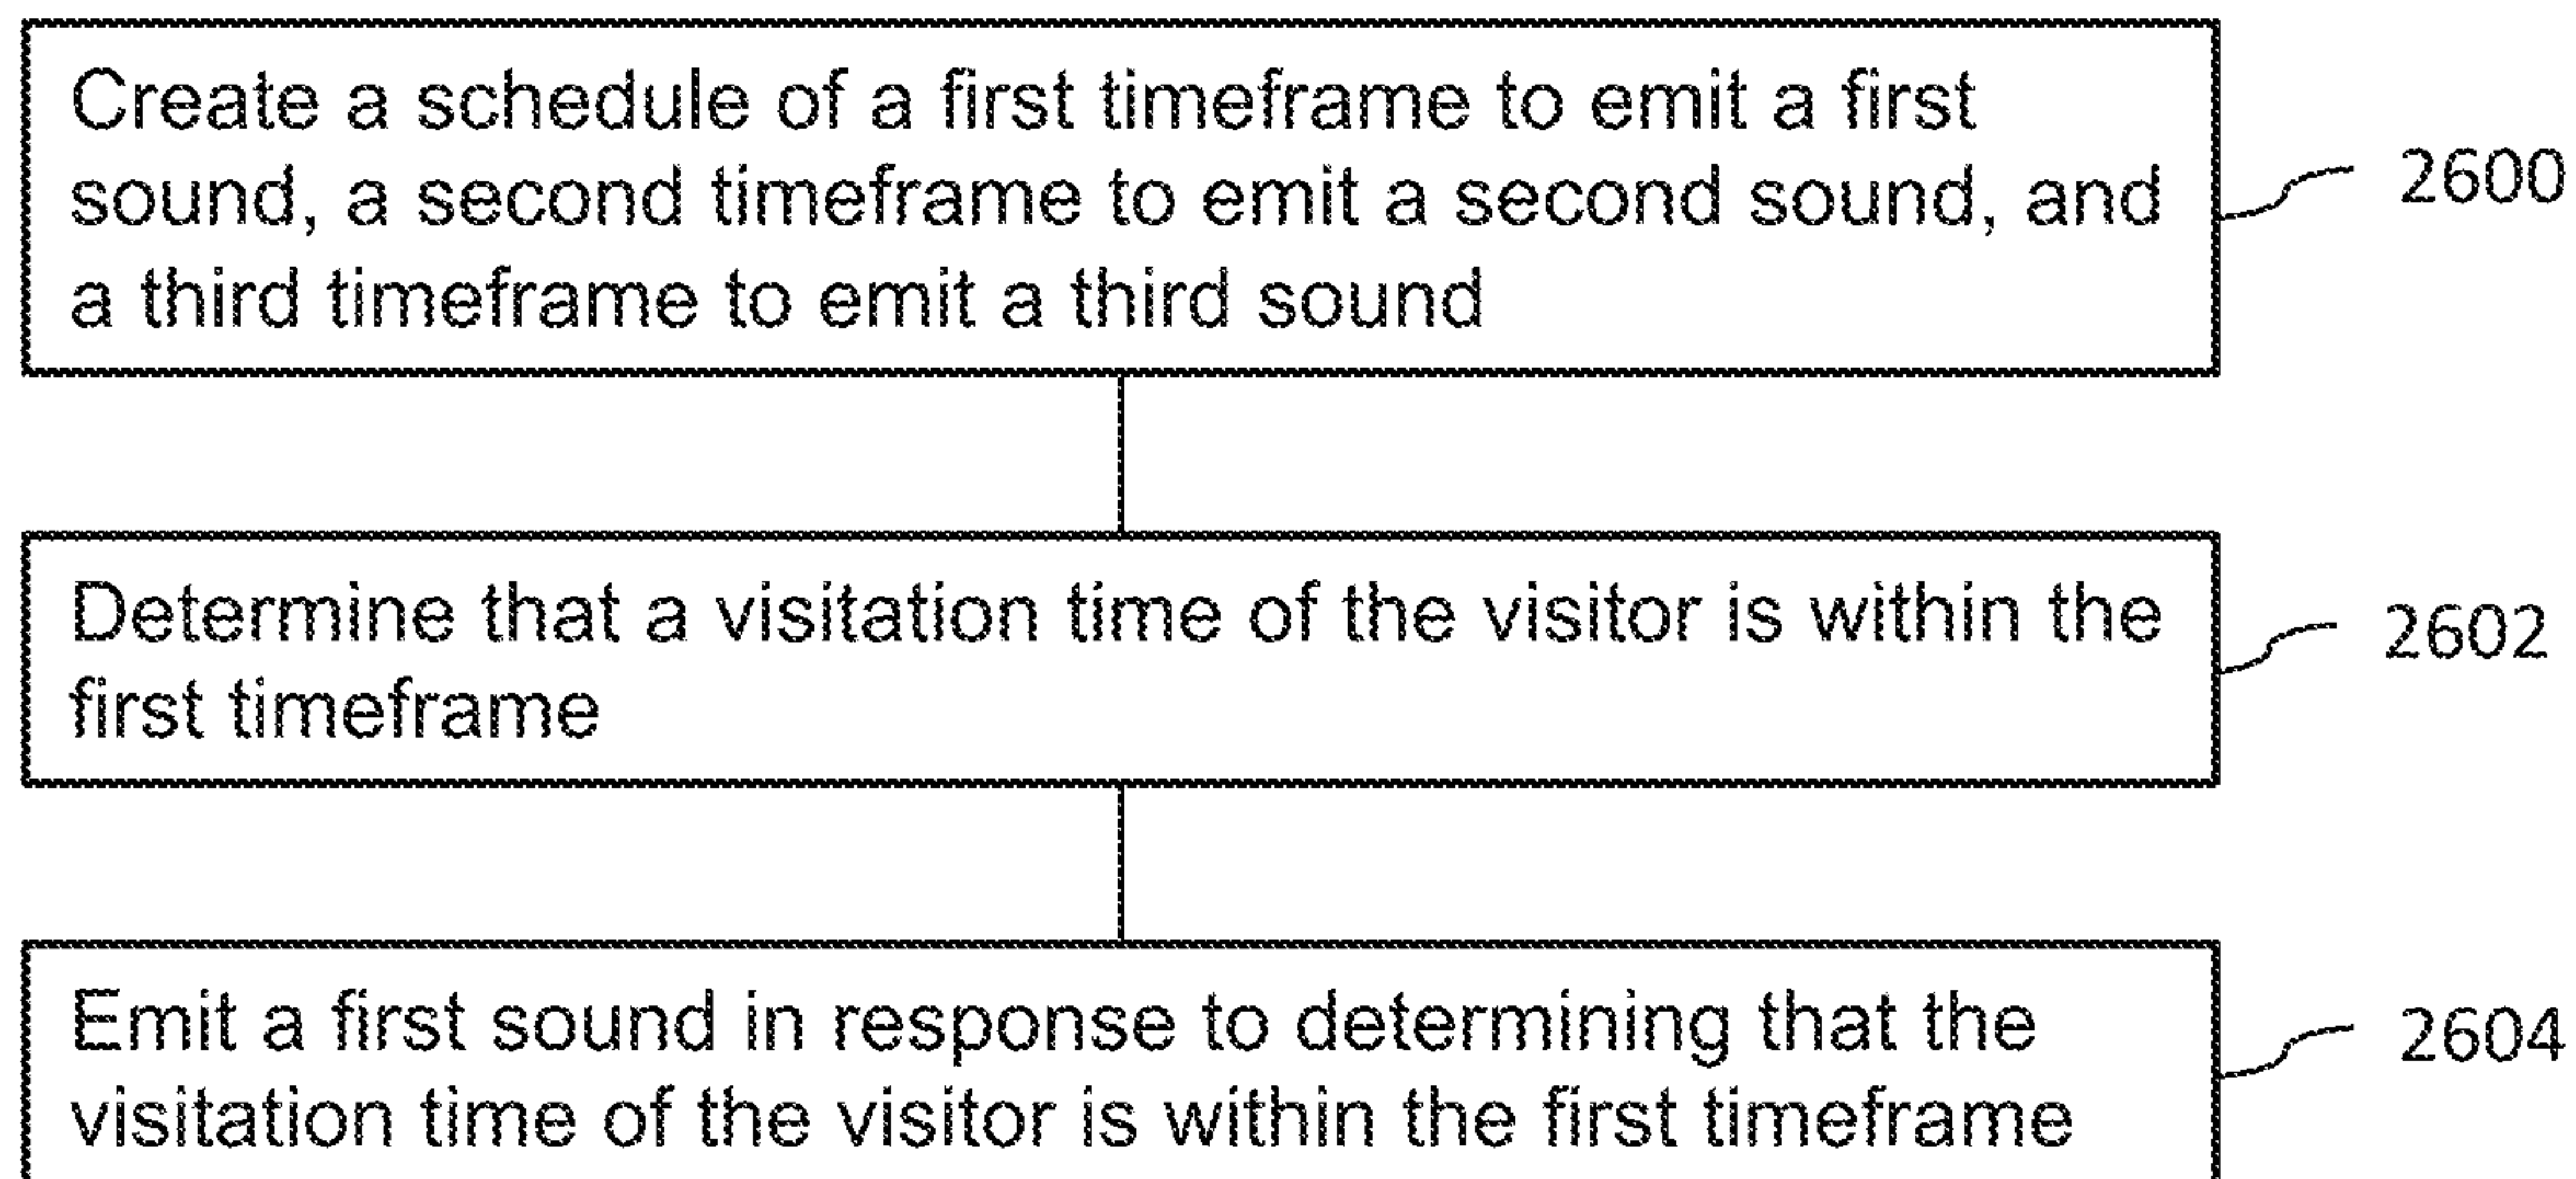 Create a schedule of a first timeframe to emit a first
sound, a second timeframe to emit a second sound, and
a third timeframe to emit a third sound
2600
Determine that a visitation time of the visitor is within the
first timeframe
2602
Emit a first sound in response to determining that the
visitation time of the visitor is within the first timeframe
2604